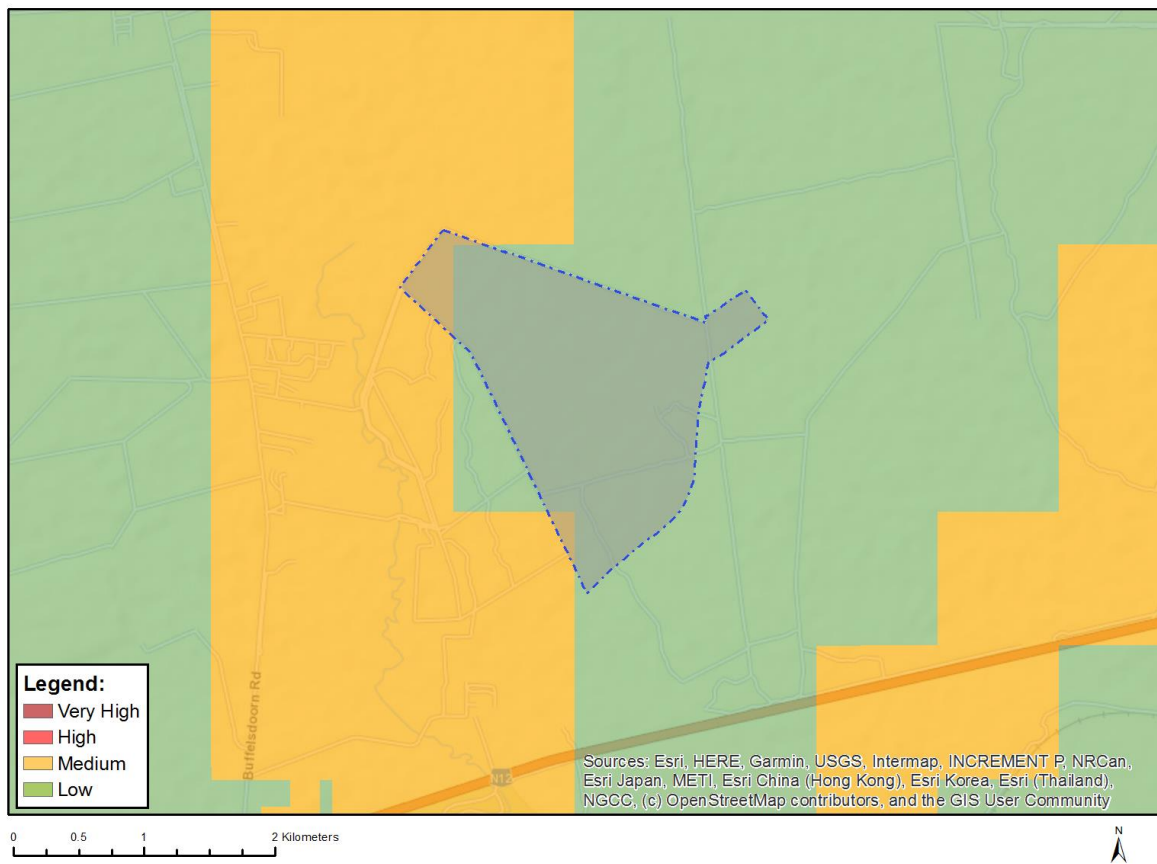 Buffelsdoorn Rd
N12
Legend:
Very High
High
Medium
Low
Sources: Esri, HERE, Garmin, USGS, Intermap, INCREMENT P, NRCan,
Esri Japan, METI, Esri China (Hong Kong), Esri Korea, Esri (Thailand),
NGCC, (c) OpenStreetMap contributors, and the GIS User Community
0 0.5 1 2 Kilometers
N